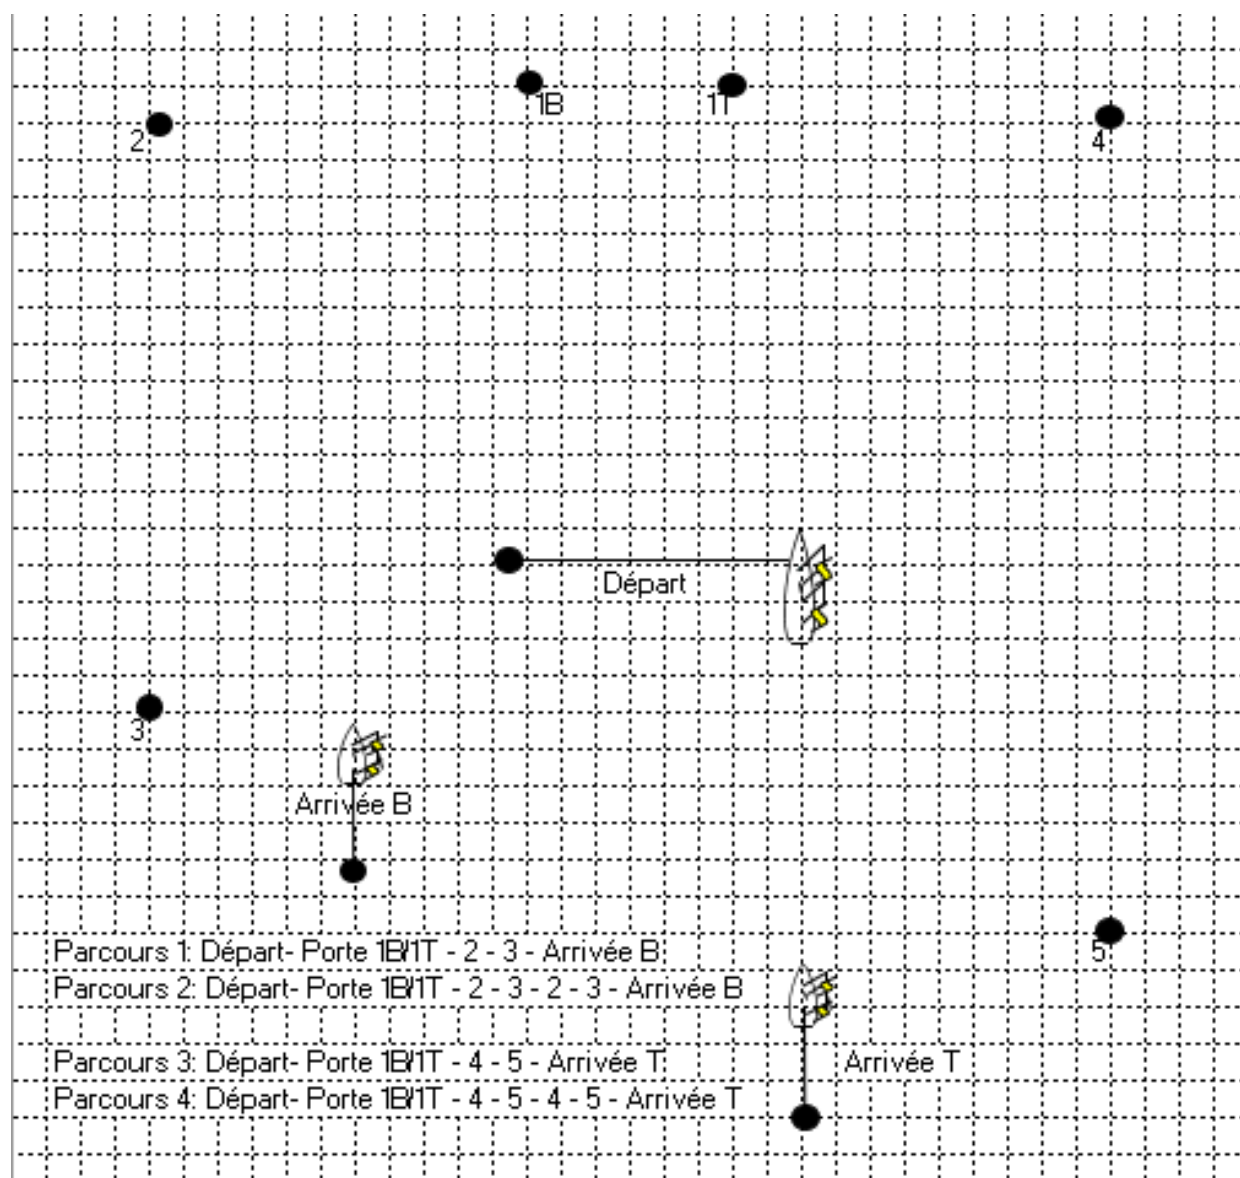 1B
1T
2
4
Départ
3
Arrivée B
Parcours 1: Départ- Porte 1B/1T - 2 - 3 - Arrivée B
5
Parcours 2: Départ- Porte 1B/1T - 2 - 3 - 2 - 3 - Arrivée B
Parcours 3: Départ- Porte 1B/1T - 4 - 5 - Arrivée T
Arrivée T
Parcours 4: Départ- Porte 1B/1T - 4 - 5 - 4 - 5 - Arrivée T